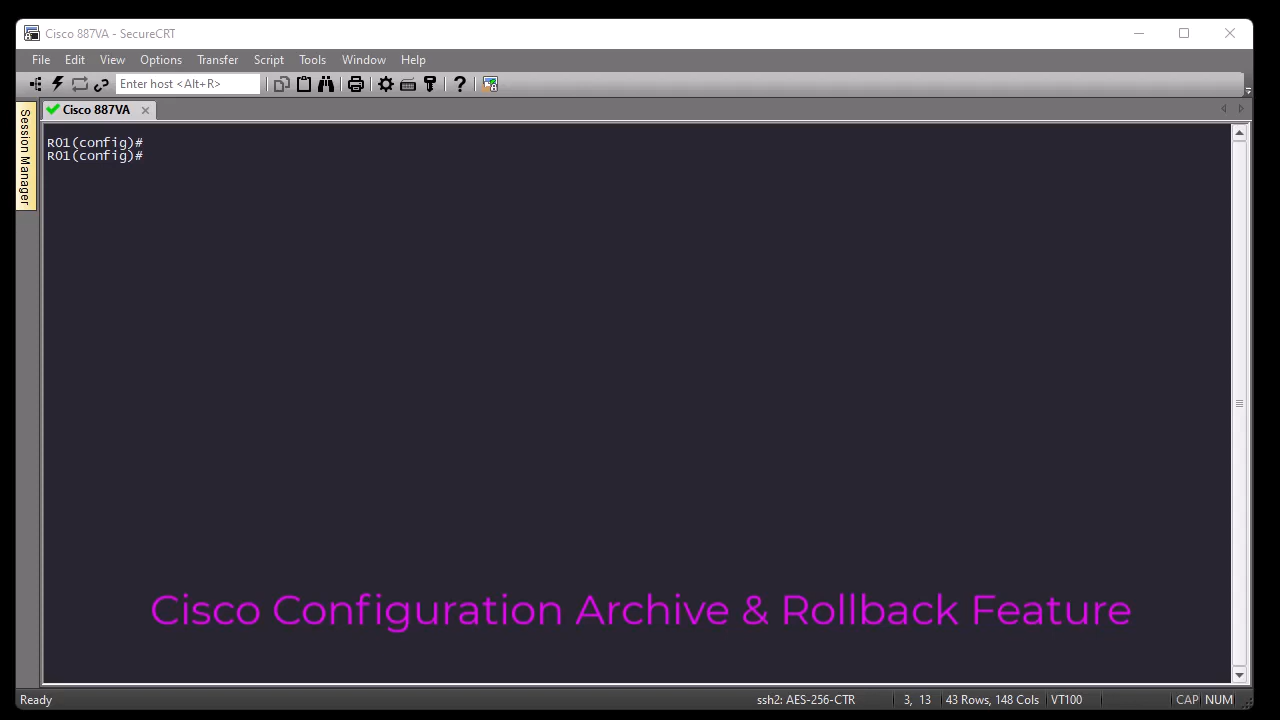 Cisco 887VA - SecureCRT
File Edit View Options Transfer Script Tools Window Help
Enter host <Alt+R>
Cisco 887VA
Session Manager
R01(config)#
R01(config)#
Cisco Configuration Archive & Rollback Feature
Ready ssh2: AES-256-CTR 3, 13 43 Rows, 148 Cols VT100 CAP NUM